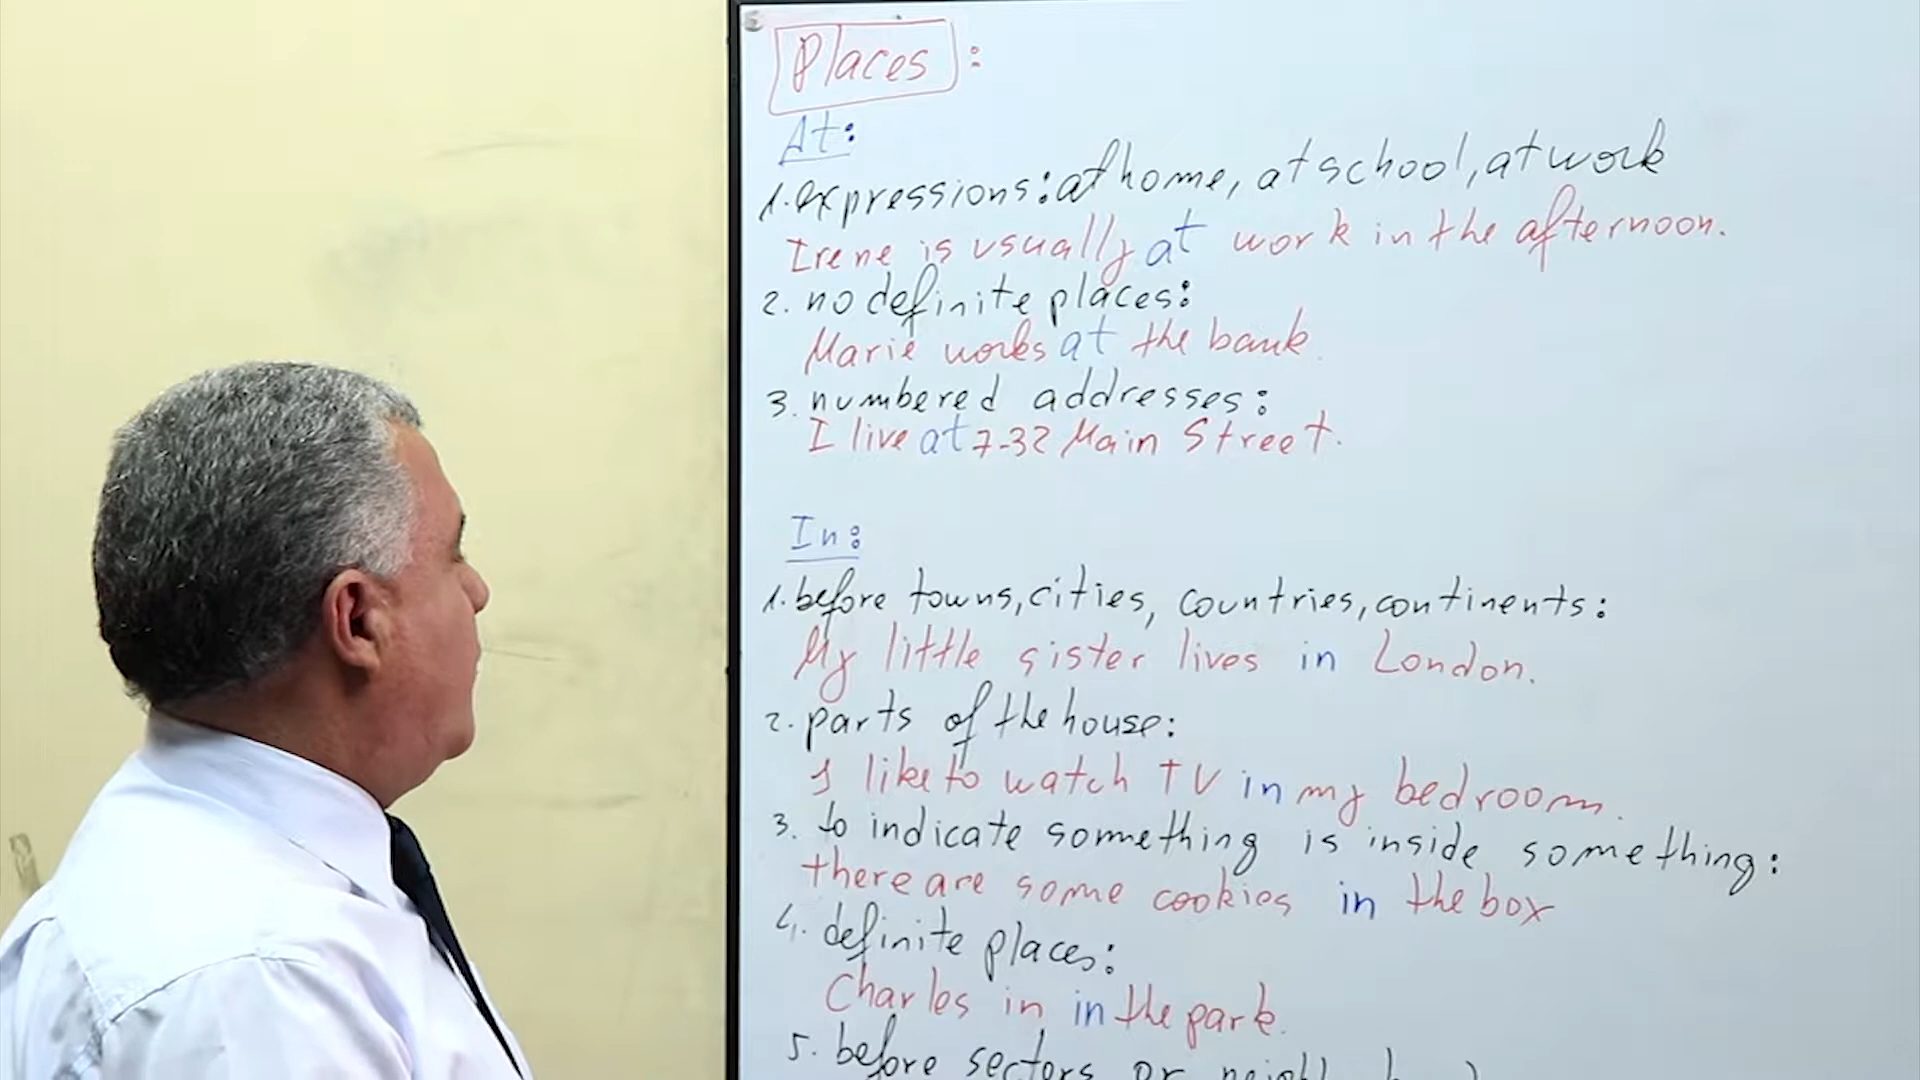 Places:
At:
1. expressions: at home, at school, at work
Irene is usually at work in the afternoon.
2. no definite places:
Marie works at the bank.
3. numbered addresses:
I live at 7-32 Main Street.
In:
1. before towns, cities, countries, continents:
My little sister lives in London.
2. parts of the house:
I like to watch TV in my bedroom.
3. to indicate something is inside something:
there are some cookies in the box
4. definite places:
Charles in in the park.
5. before sectors or